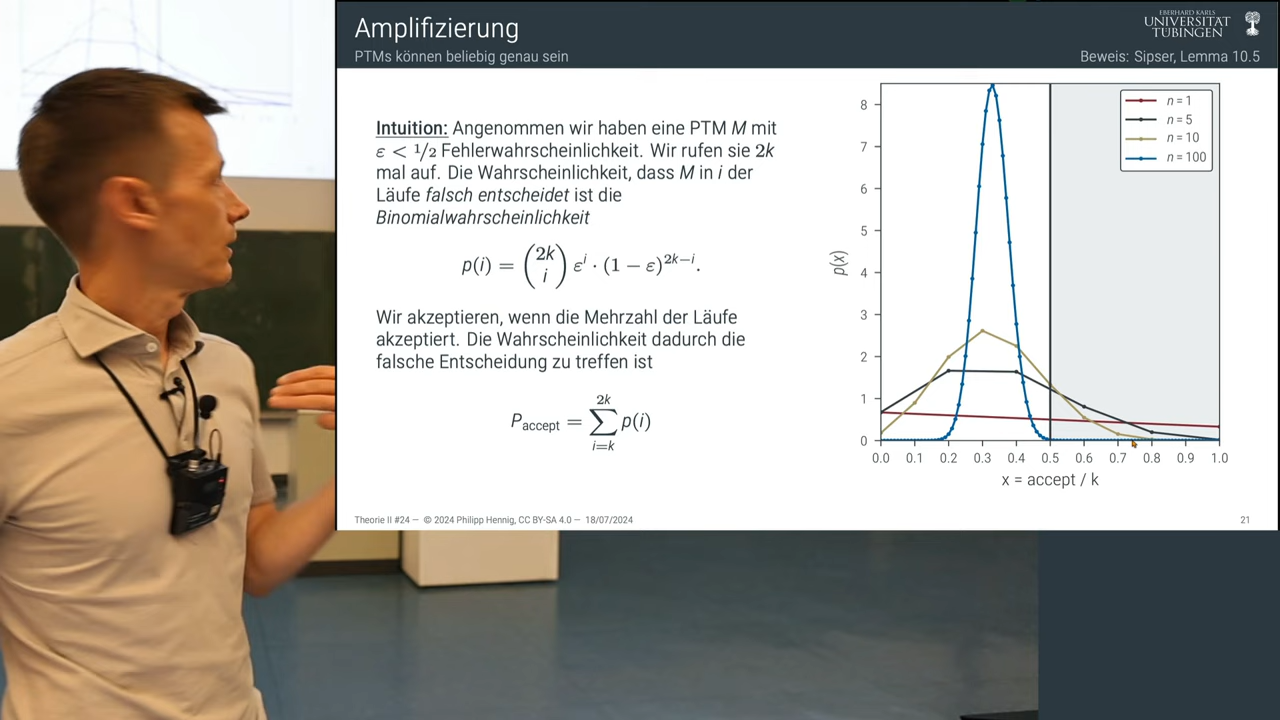 Amplifizierung
PTMs können beliebig genau sein
Beweis: Sipser, Lemma 10.5
EBERHARD KARLS
UNIVERSITÄT
TÜBINGEN
Intuition: Angenommen wir haben eine PTM M mit
ε < 1/2 Fehlerwahrscheinlichkeit. Wir rufen sie 2k
mal auf. Die Wahrscheinlichkeit, dass M in i der
Läufe falsch entscheidet ist die
Binomialwahrscheinlichkeit
p(i) = (2k i) ε^i · (1 − ε)^{2k−i}.
Wir akzeptieren, wenn die Mehrzahl der Läufe
akzeptiert. Die Wahrscheinlichkeit dadurch die
falsche Entscheidung zu treffen ist
P_accept = ∑_{i=k}^{2k} p(i)
n = 1
n = 5
n = 10
n = 100
8
7
6
5
4
3
2
1
0
p(x)
0.0 0.1 0.2 0.3 0.4 0.5 0.6 0.7 0.8 0.9 1.0
x = accept / k
Theorie II #24 — © 2024 Philipp Hennig, CC BY-SA 4.0 — 18/07/2024
21